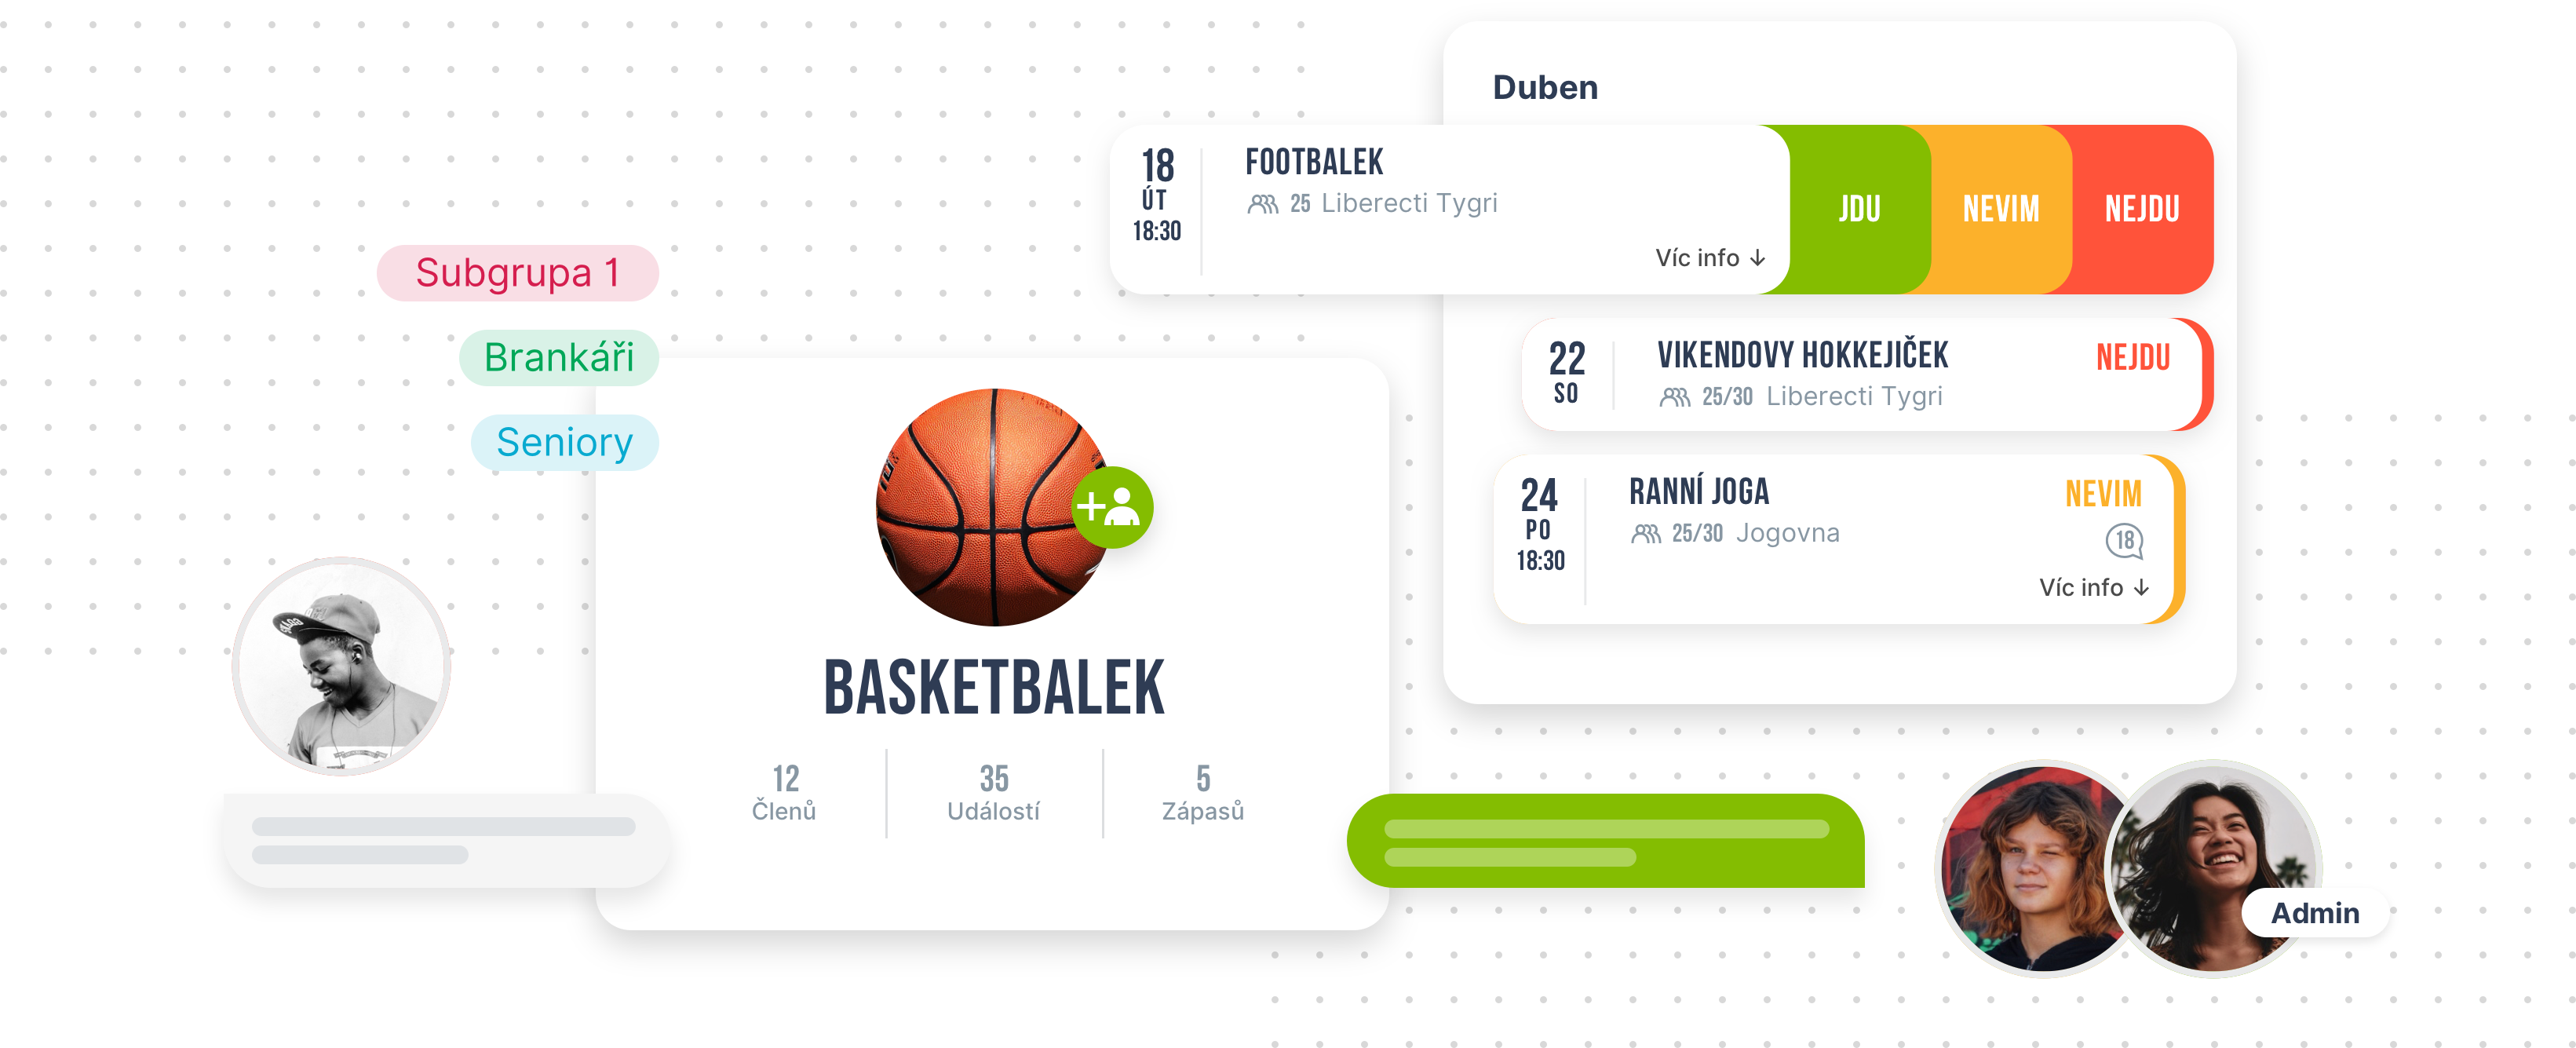 Duben
18
ÚT
18:30
FOOTBALEK
25 Liberecti Tygri
Víc info ↓
JDU
NEVIM
NEJDU
22
SO
VIKENDOVY HOKKEJIČEK
25/30 Liberecti Tygri
NEJDU
24
PO
18:30
RANNÍ JOGA
25/30 Jogovna
NEVIM
18
Víc info ↓
Subgrupa 1
Brankáři
Seniory
BASKETBALEK
12
Členů
35
Událostí
5
Zápasů
Admin